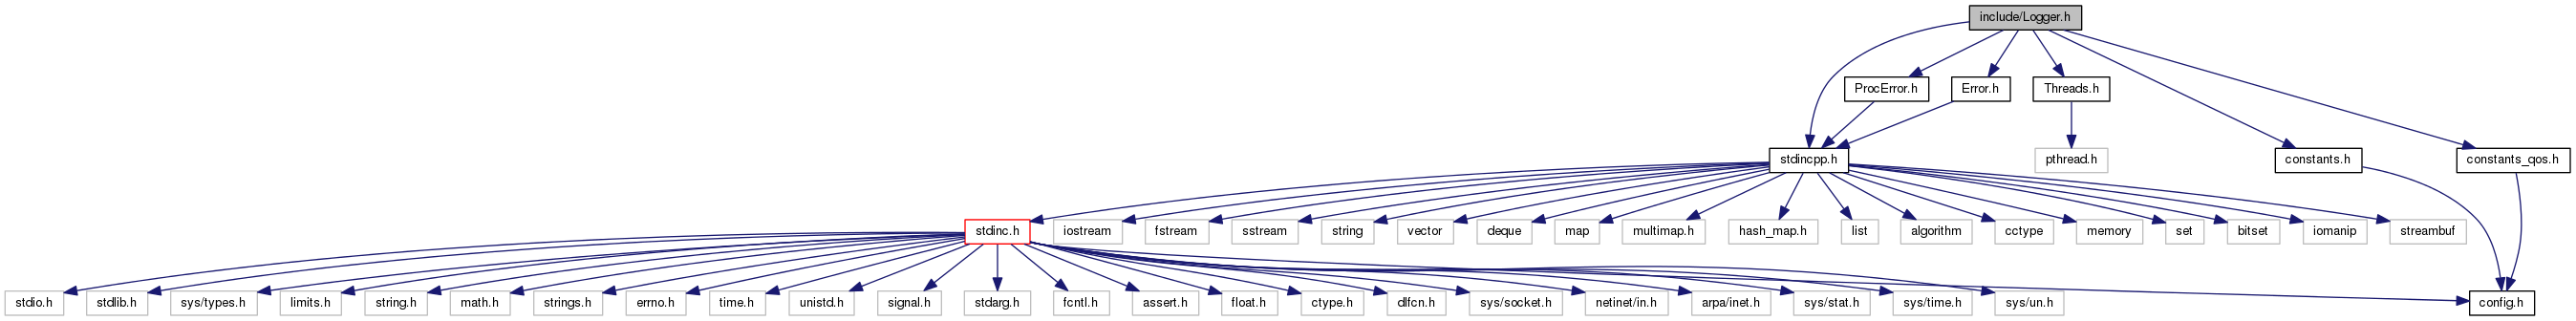 include/Logger.h
ProcError.h
Error.h
Threads.h
stdincpp.h
pthread.h
constants.h
constants_qos.h
stdinc.h
iostream
fstream
sstream
string
vector
deque
map
multimap.h
hash_map.h
list
algorithm
cctype
memory
set
bitset
iomanip
streambuf
stdio.h
stdlib.h
sys/types.h
limits.h
string.h
math.h
strings.h
errno.h
time.h
unistd.h
signal.h
stdarg.h
fcntl.h
assert.h
float.h
ctype.h
dlfcn.h
sys/socket.h
netinet/in.h
arpa/inet.h
sys/stat.h
sys/time.h
sys/un.h
config.h